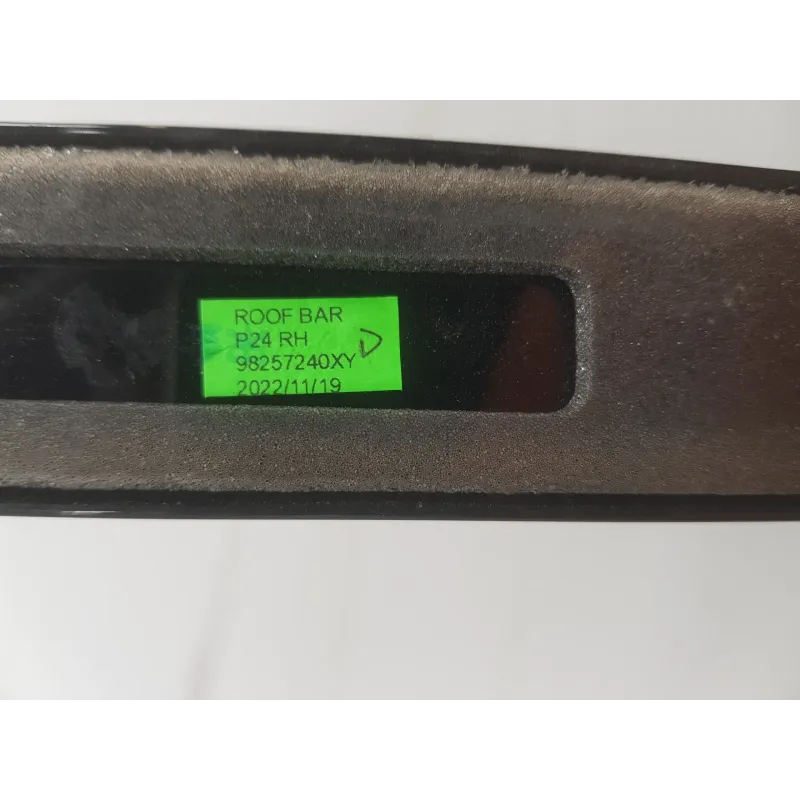 ROOF BAR
P24 RH
98257240XY
2022/11/19